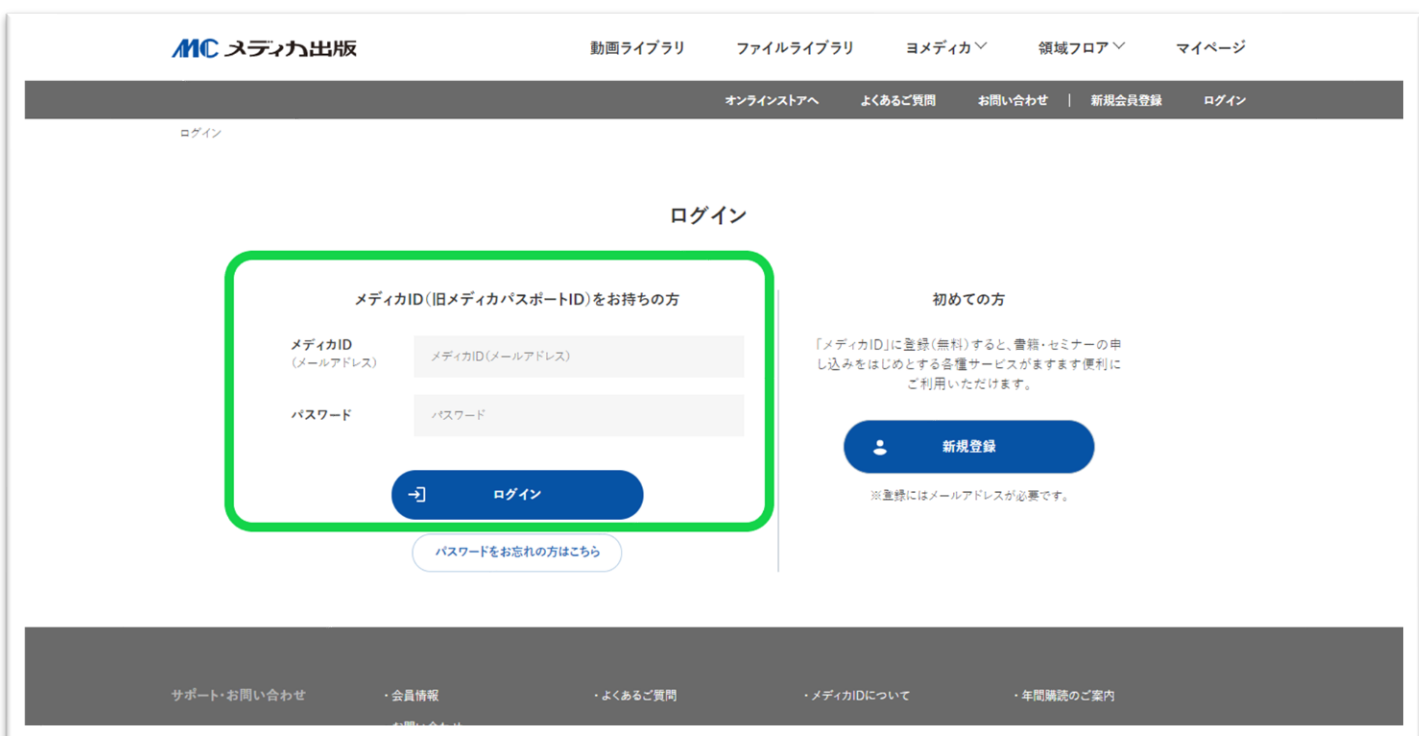 MC メディカ出版
動画ライブラリ ファイルライブラリ ヨメディカ 領域フロア マイページ
オンラインストアへ よくあるご質問 お問い合わせ | 新規会員登録 ログイン
ログイン
ログイン
メディカID(旧メディカパスポートID)をお持ちの方
メディカID
(メールアドレス)
メディカID(メールアドレス)
パスワード
パスワード
ログイン
パスワードをお忘れの方はこちら
初めての方
「メディカID」に登録(無料)すると、書籍・セミナーの申
し込みをはじめとする各種サービスがますます便利に
ご利用いただけます。
新規登録
※登録にはメールアドレスが必要です。
サポート・お問い合わせ ・会員情報 ・よくあるご質問 ・メディカIDについて ・年間購読のご案内